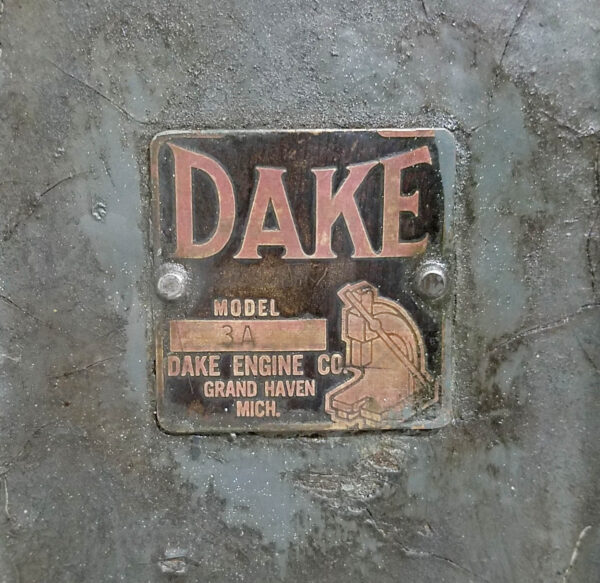 DAKE
MODEL
3A
DAKE ENGINE CO.
GRAND HAVEN
MICH.